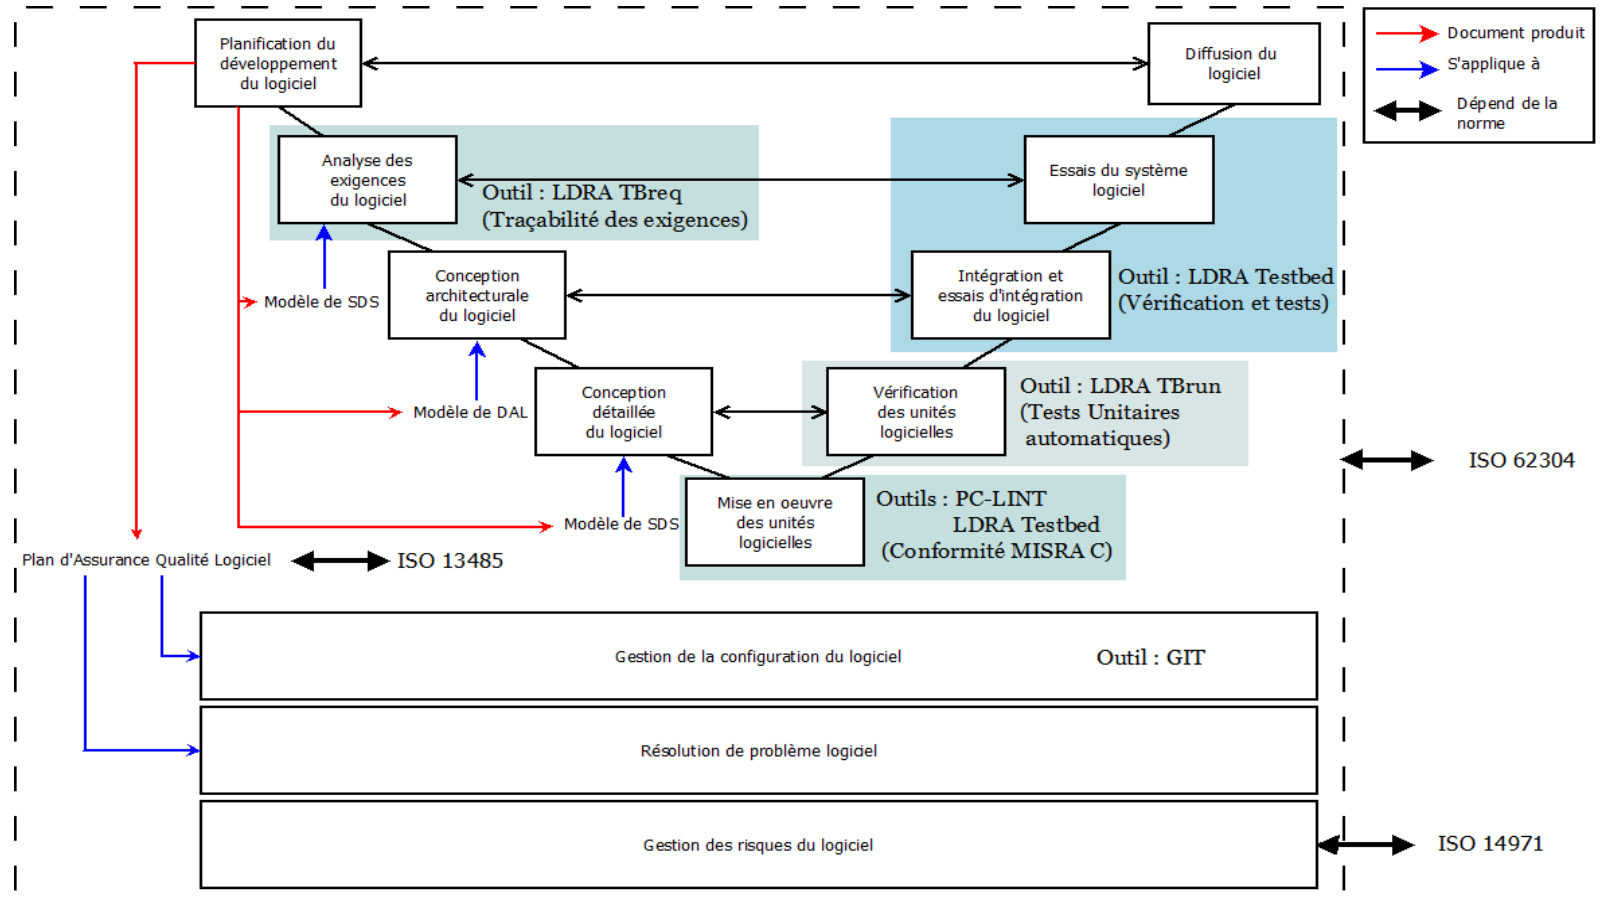 Planification du
développement
du logiciel
Diffusion du
logiciel
Document produit
S'applique à
Dépend de la
norme
Analyse des
exigences
du logiciel
Outil : LDRA TBreq
(Traçabilité des exigences)
Essais du système
logiciel
Modèle de SDS
Conception
architecturale
du logiciel
Intégration et
essais d'intégration
du logiciel
Outil : LDRA Testbed
(Vérification et tests)
Modèle de DAL
Conception
détaillée
du logiciel
Vérification
des unités
logicielles
Outil : LDRA TBrun
(Tests Unitaires
automatiques)
ISO 62304
Modèle de SDS
Mise en oeuvre
des unités
logicielles
Outils : PC-LINT
LDRA Testbed
(Conformité MISRA C)
Plan d'Assurance Qualité Logiciel
ISO 13485
Gestion de la configuration du logiciel
Outil : GIT
Résolution de problème logiciel
Gestion des risques du logiciel
ISO 14971